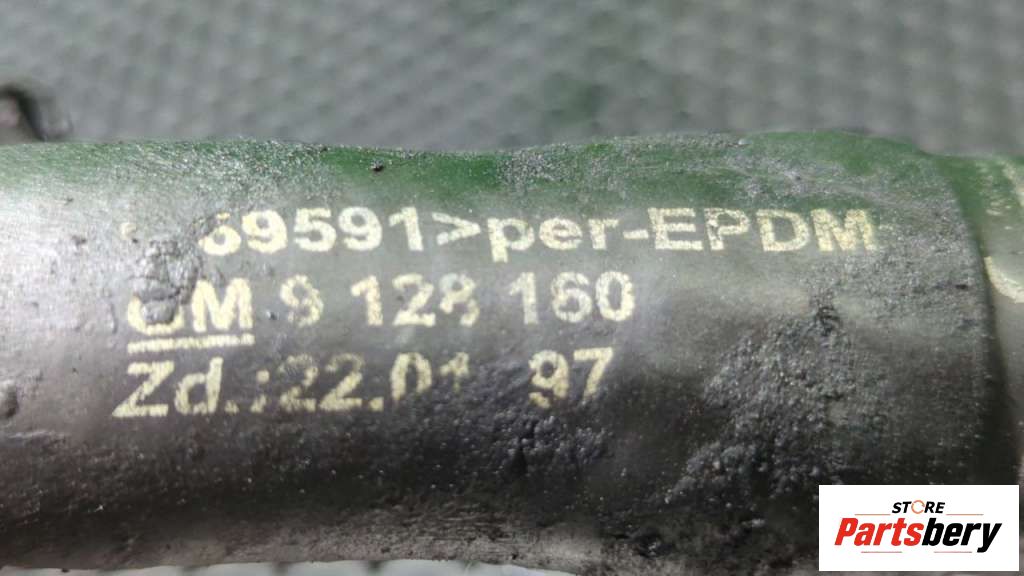 69591>per-EPDM
GM 9 128 160
Zd.:22.01 97
STORE
Partsbery